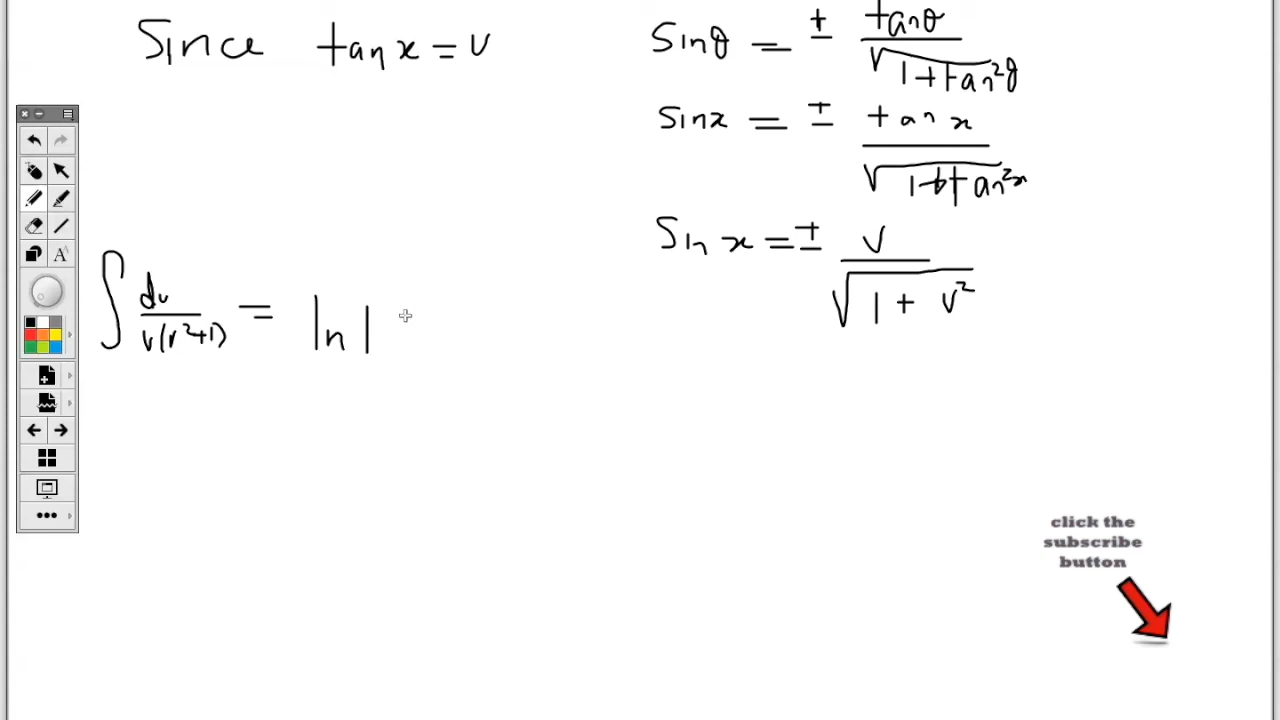 Since tan x = v
sinθ = ± tanθ / √(1 + tan²θ)
sin x = ± tan x / √(1 + tan² x)
Sin x = ± v / √(1 + v²)
∫ dv / v(v²+1) = ln |
click the
subscribe
button